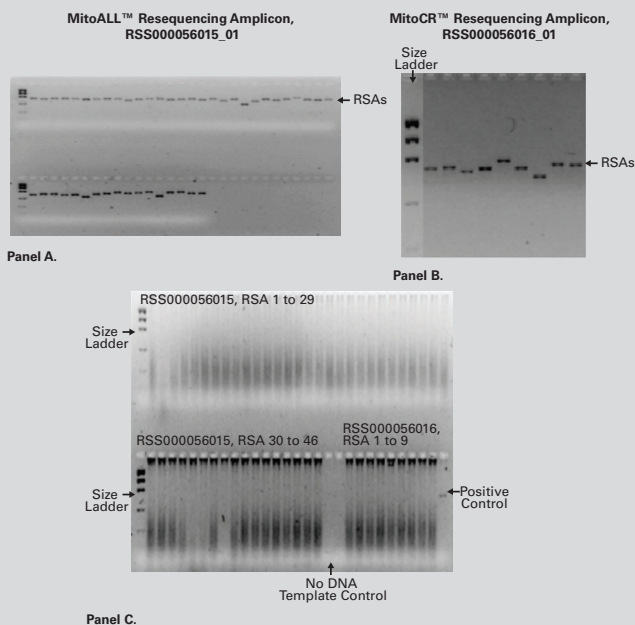 MitoALL™ Resequencing Amplicon,
RSS000056015_01
RSAs
Panel A.
MitoCR™ Resequencing Amplicon,
RSS000056016_01
Size
Ladder
RSAs
Panel B.
RSS000056015, RSA 1 to 29
Size
Ladder
RSS000056015, RSA 30 to 46
RSS000056016,
RSA 1 to 9
Size
Ladder
Positive
Control
No DNA
Template Control
Panel C.